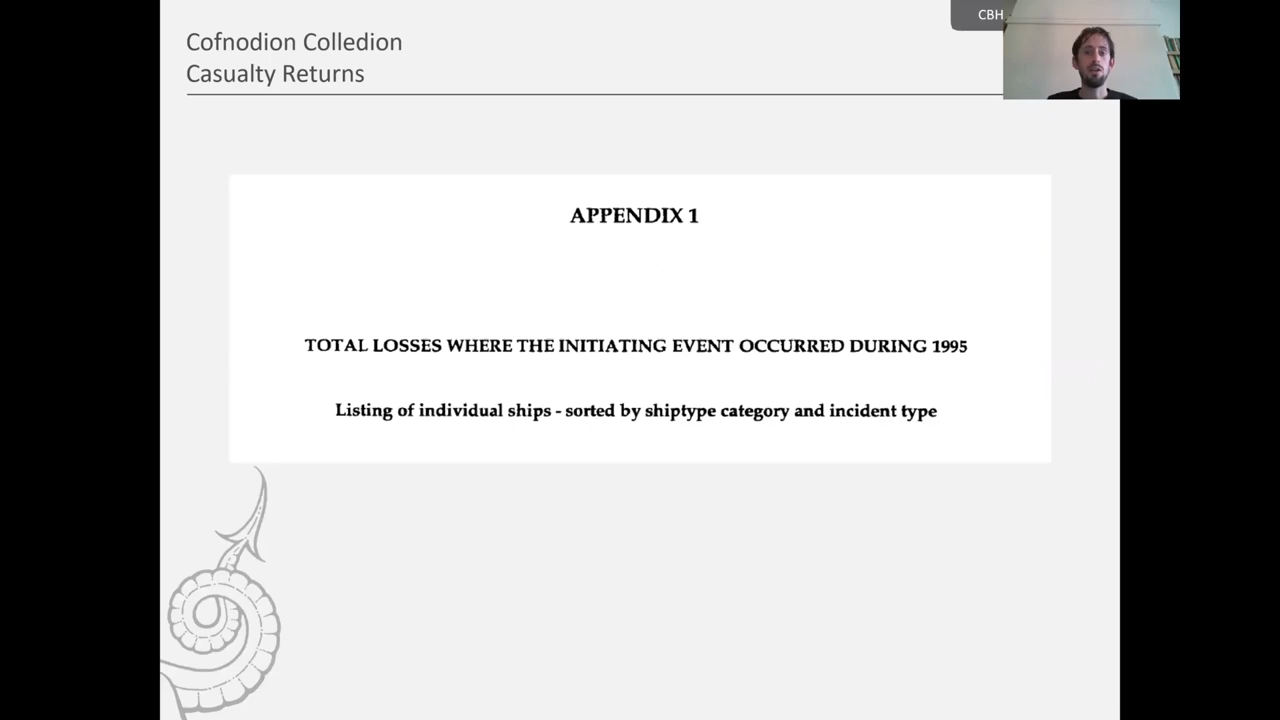 Cofnodion Colledion
Casualty Returns
CBH
APPENDIX 1
TOTAL LOSSES WHERE THE INITIATING EVENT OCCURRED DURING 1995
Listing of individual ships - sorted by shiptype category and incident type